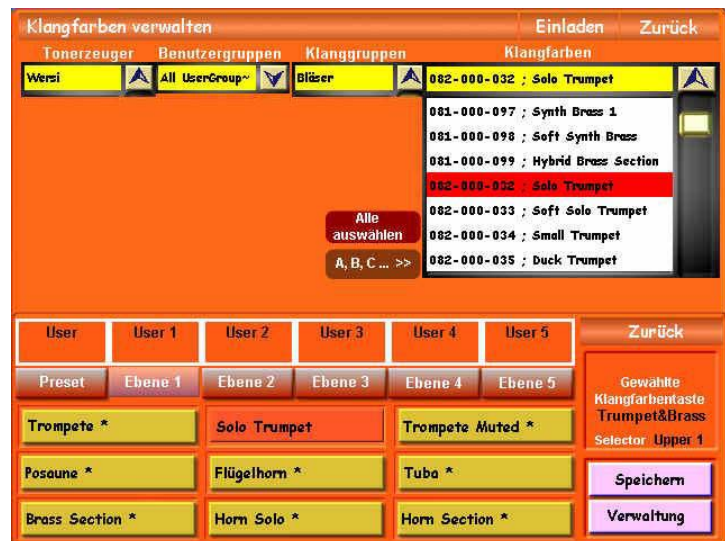 Klangfarben verwalten Einladen Zurück
Tonerzeuger Benutzergruppen Klanggruppen Klangfarben
Wersi All UserGroup~ Bläser 082-000-032 ; Solo Trumpet
081-000-097 ; Synth Brass 1
081-000-098 ; Soft Synth Brass
081-000-099 ; Hybrid Brass Section
082-000-032 ; Solo Trumpet
082-000-033 ; Soft Solo Trumpet
082-000-034 ; Small Trumpet
082-000-035 ; Duck Trumpet
Alle
auswählen
A, B, C ... >>
User User 1 User 2 User 3 User 4 User 5 Zurück
Preset Ebene 1 Ebene 2 Ebene 3 Ebene 4 Ebene 5
Gewählte
Klangfarbentaste
Trumpet&Brass
Selector Upper 1
Trompete * Solo Trumpet Trompete Muted *
Posaune * Flügelhorn * Tuba * Speichern
Brass Section * Horn Solo * Horn Section * Verwaltung